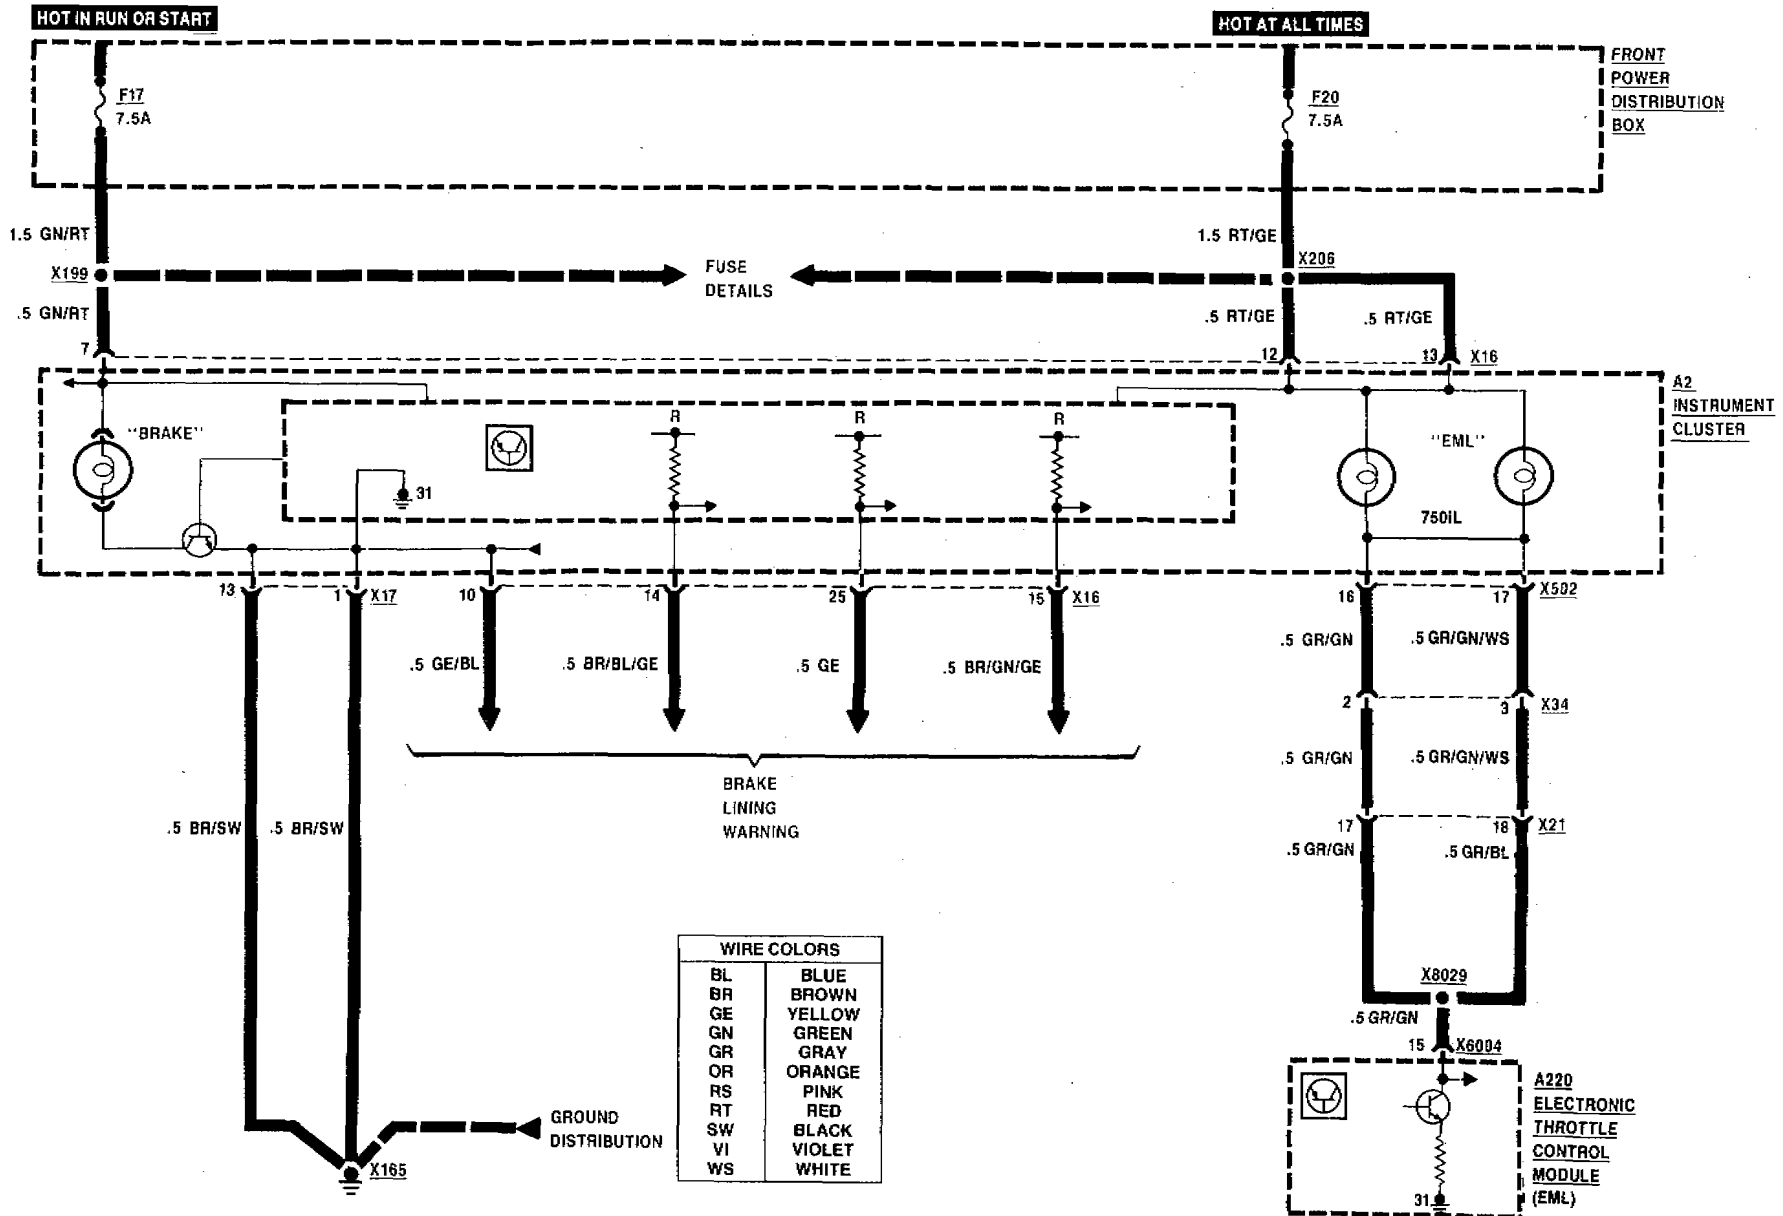 HOT IN RUN OR START
HOT AT ALL TIMES
FRONT
POWER
DISTRIBUTION
BOX
F17
7.5A
F20
7.5A
1.5 GN/RT
1.5 RT/GE
X199
FUSE
DETAILS
X206
.5 GN/RT
.5 RT/GE
.5 RT/GE
7
12
13
X16
A2
INSTRUMENT
CLUSTER
"BRAKE"
R
R
R
"EML"
31
750iL
13
1
X17
10
14
25
15
X16
16
17
X502
.5 GE/BL
.5 BR/BL/GE
.5 GE
.5 BR/GN/GE
.5 GR/GN
.5 GR/GN/WS
2
3
X34
.5 GR/GN
.5 GR/GN/WS
BRAKE
LINING
WARNING
.5 BR/SW
.5 BR/SW
17
18
X21
.5 GR/GN
.5 GR/BL
WIRE COLORS
BL BLUE
BR BROWN
GE YELLOW
GN GREEN
GR GRAY
OR ORANGE
RS PINK
RT RED
SW BLACK
VI VIOLET
WS WHITE
X8029
.5 GR/GN
15
X6004
GROUND
DISTRIBUTION
X165
A220
ELECTRONIC
THROTTLE
CONTROL
MODULE
(EML)
31